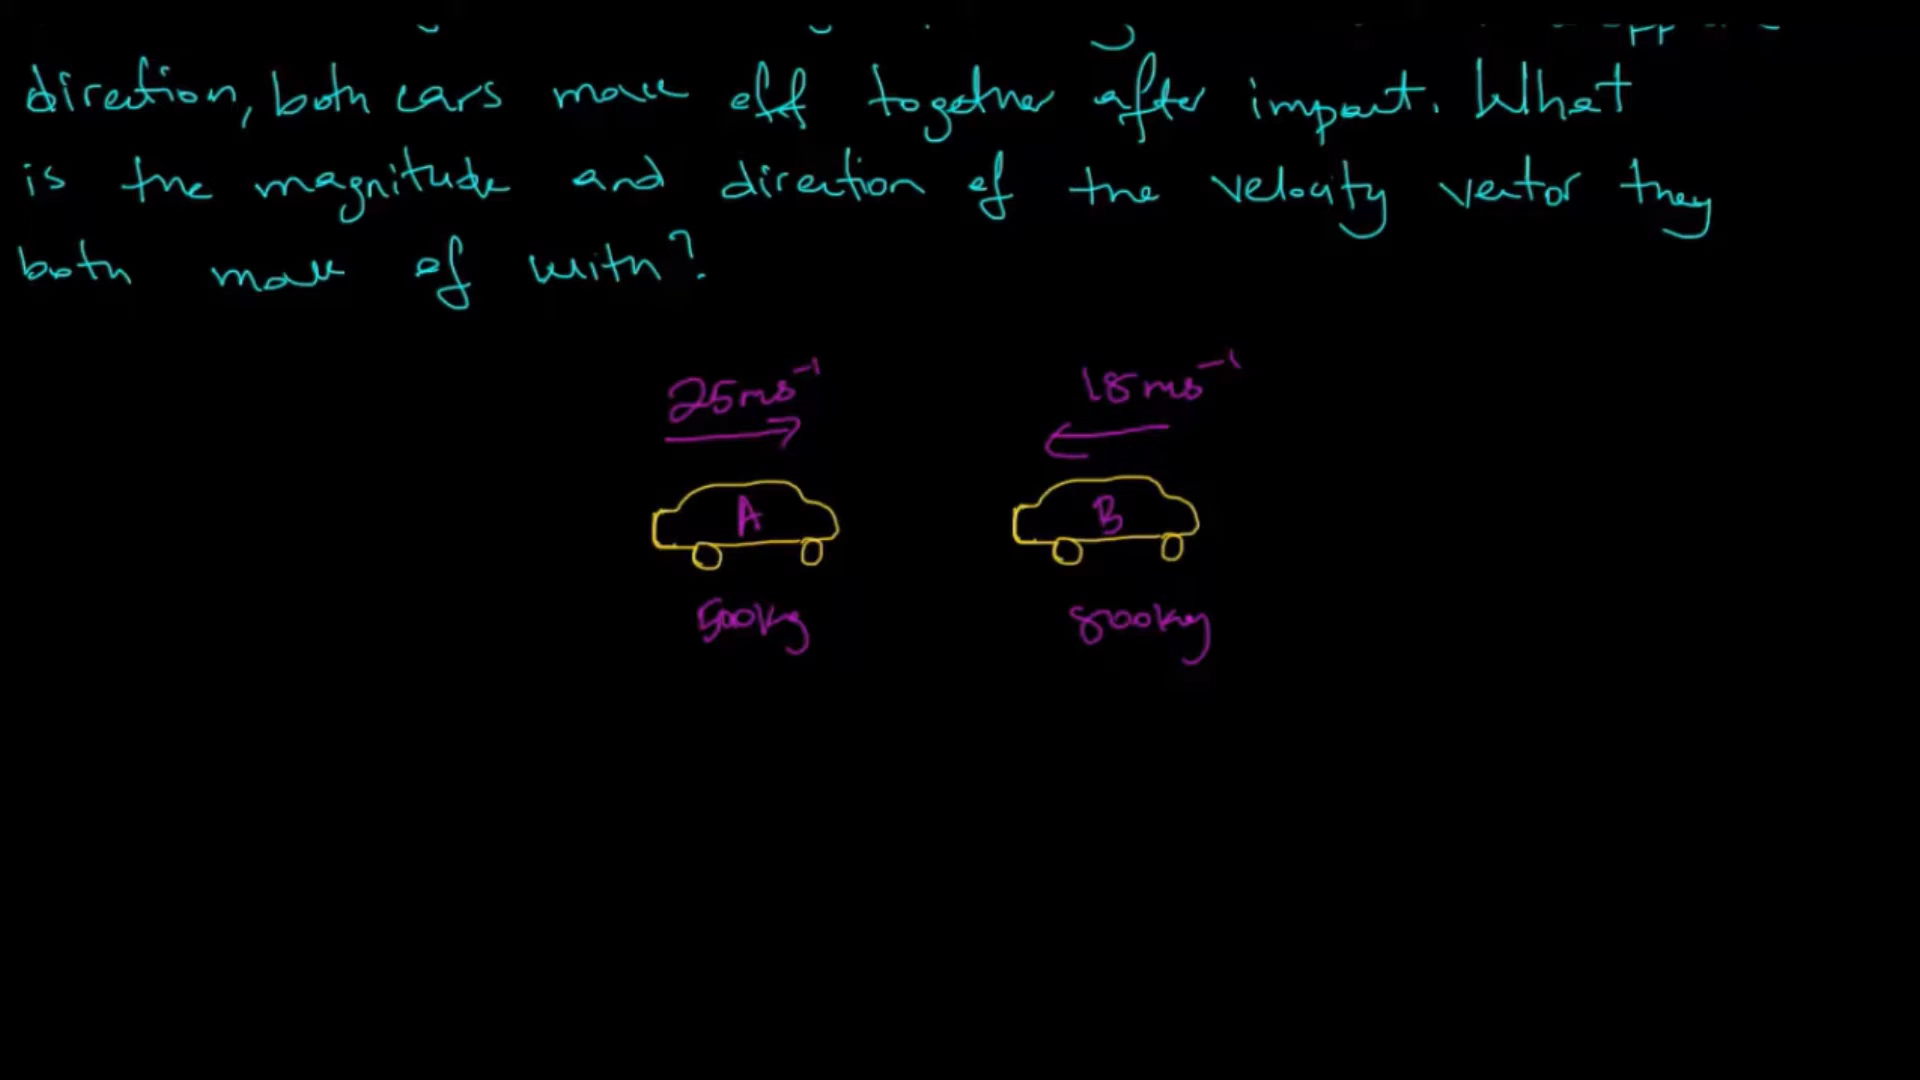 direction, both cars move off together after impact. What
is the magnitude and direction of the velocity vector they
both move of with?
25ms⁻¹ 18ms⁻¹
A B
500kg 800kg